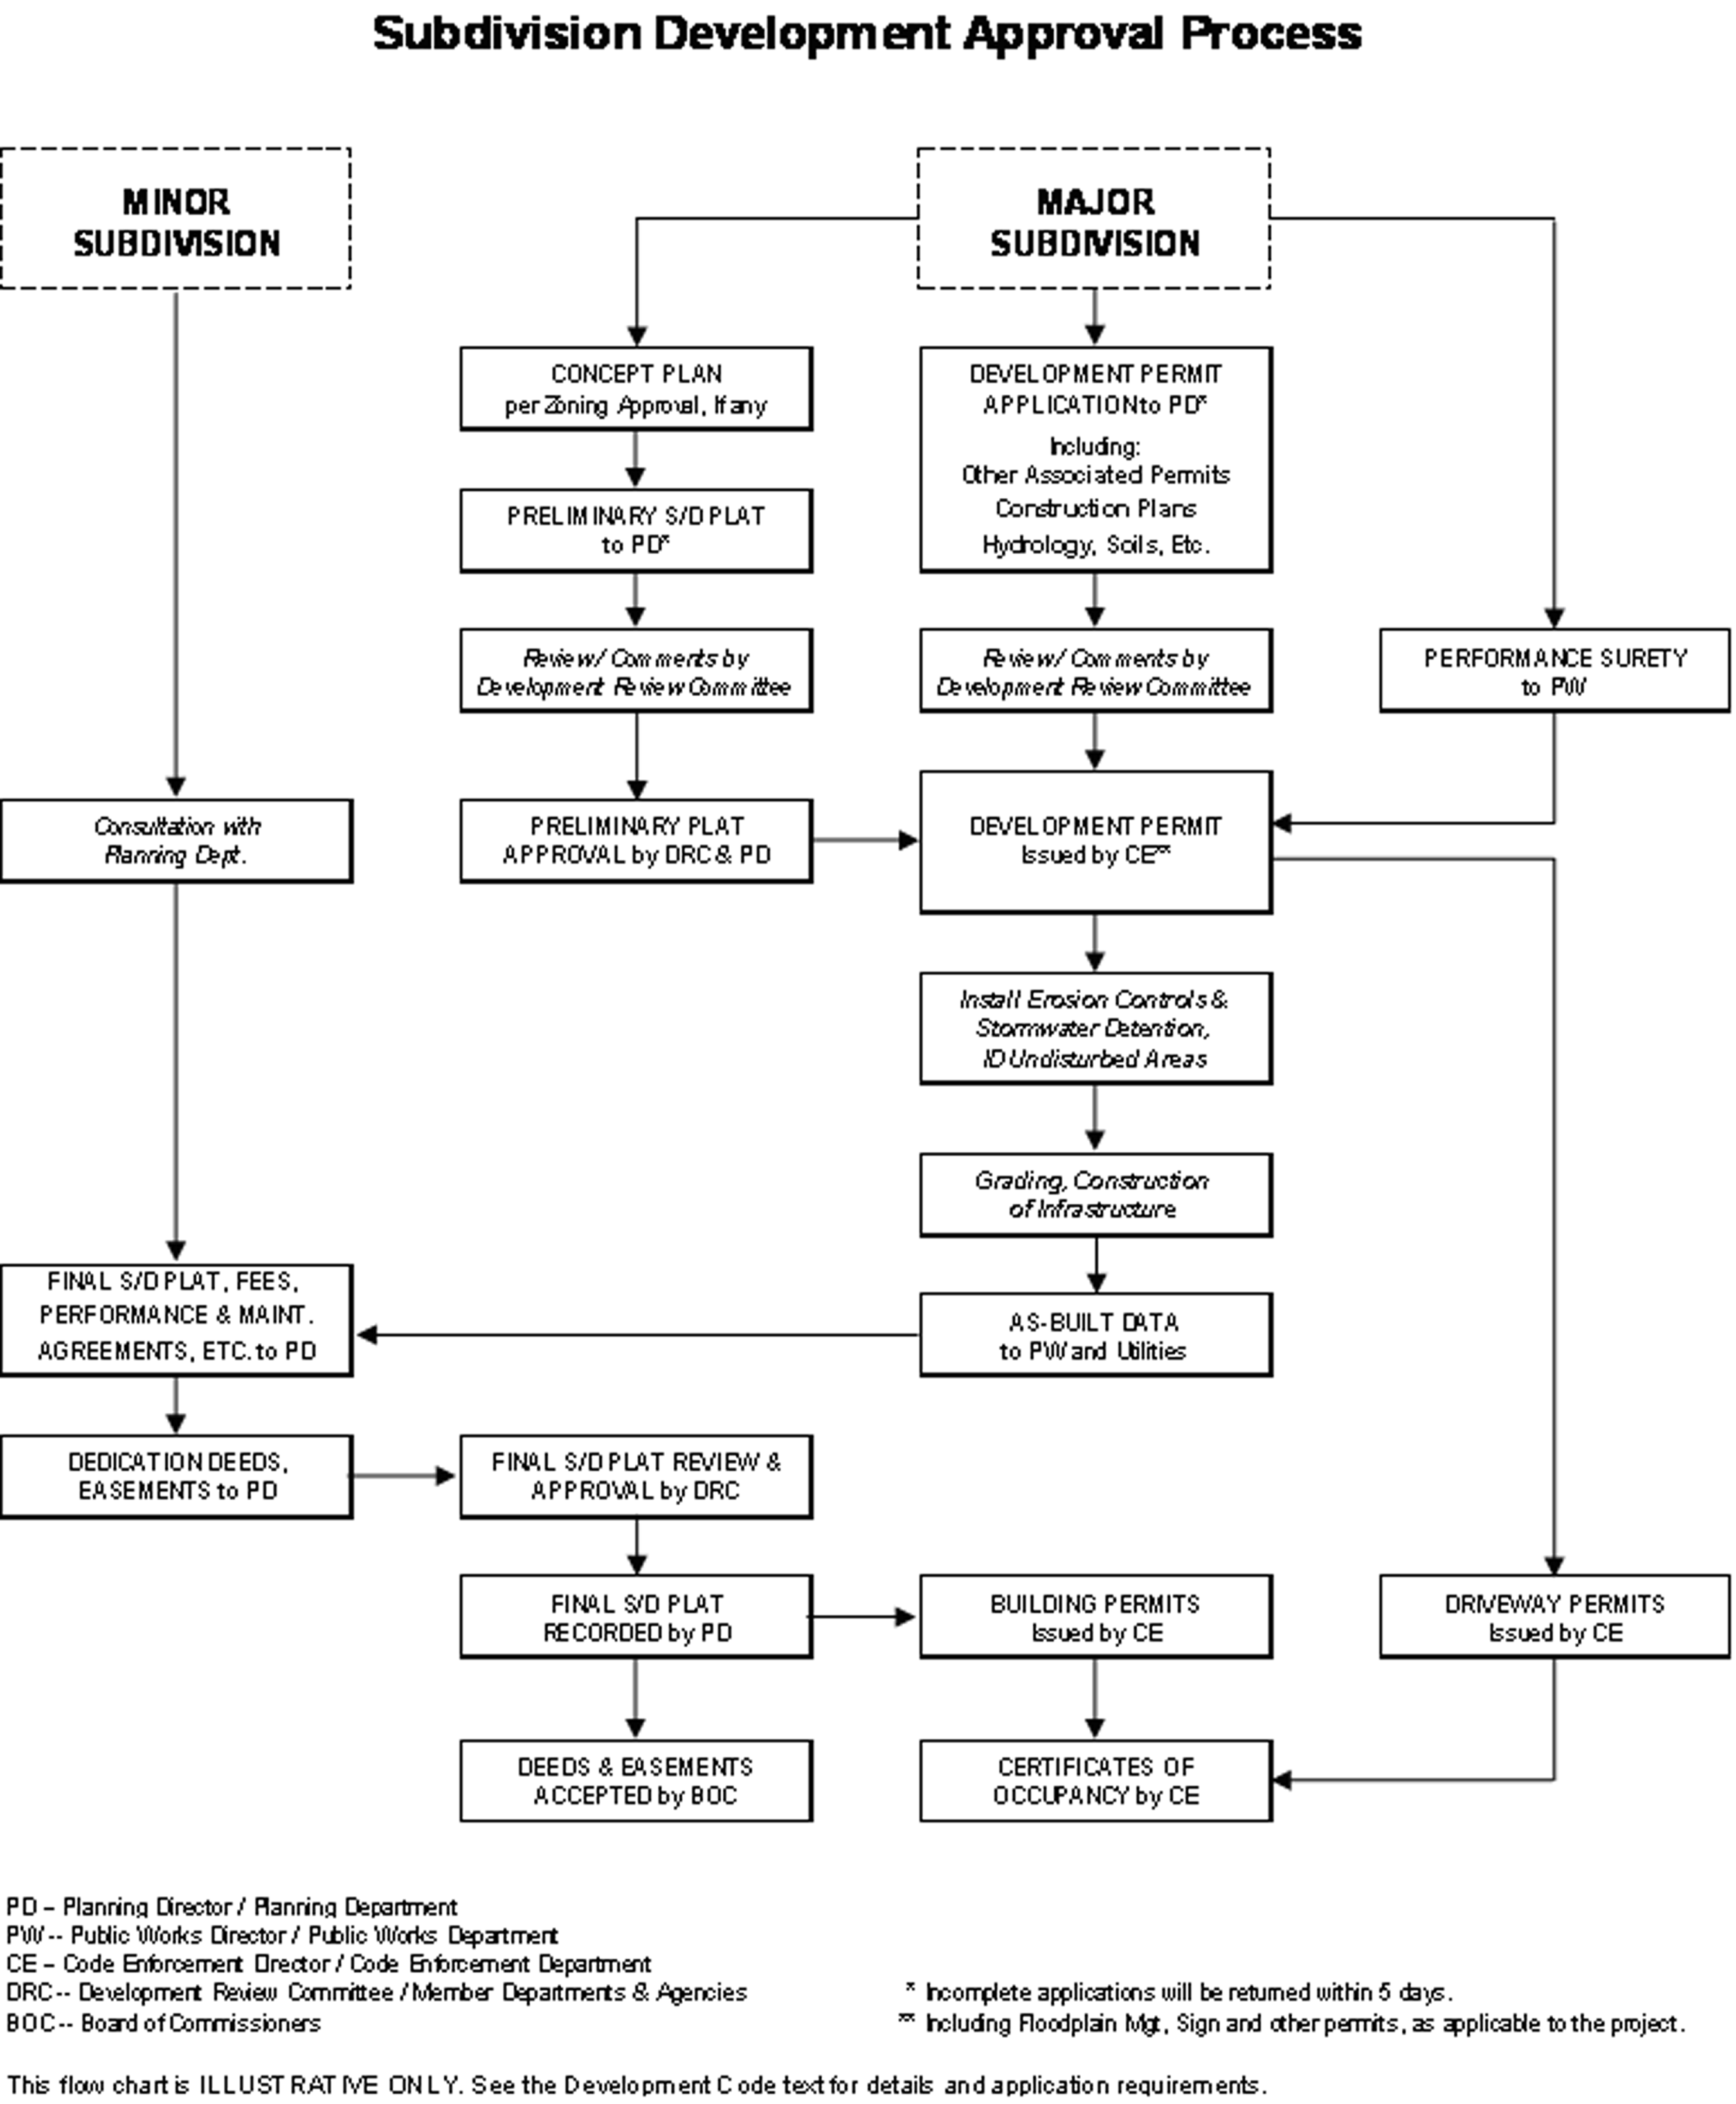 Subdivision Development Approval Process
MINOR
SUBDIVISION
MAJOR
SUBDIVISION
CONCEPT PLAN
per Zoning Approval, If any
DEVELOPMENT PERMIT
APPLICATION to PD*
Including:
Other Associated Permits
Construction Plans
Hydrology, Soils, Etc.
PRELIMINARY S/D PLAT
to PD*
Review / Comments by
Development Review Committee
Review / Comments by
Development Review Committee
PERFORMANCE SURETY
to PW
Consultation with
Planning Dept.
PRELIMINARY PLAT
APPROVAL by DRC & PD
DEVELOPMENT PERMIT
Issued by CE**
Install Erosion Controls &
Stormwater Detention,
ID Undisturbed Areas
Grading, Construction
of Infrastructure
FINAL S/D PLAT, FEES,
PERFORMANCE & MAINT.
AGREEMENTS, ETC. to PD
AS-BUILT DATA
to PW and Utilities
DEDICATION DEEDS,
EASEMENTS to PD
FINAL S/D PLAT REVIEW &
APPROVAL by DRC
FINAL S/D PLAT
RECORDED by PD
BUILDING PERMITS
Issued by CE
DRIVEWAY PERMITS
Issued by CE
DEEDS & EASEMENTS
ACCEPTED by BOC
CERTIFICATES OF
OCCUPANCY by CE
PD – Planning Director / Planning Department
PW -- Public Works Director / Public Works Department
CE – Code Enforcement Director / Code Enforcement Department
DRC -- Development Review Committee / Member Departments & Agencies
BOC -- Board of Commissioners
* Incomplete applications will be returned within 5 days.
** Including Floodplain Mgt, Sign and other permits, as applicable to the project.
This flow chart is ILLUSTRATIVE ONLY. See the Development Code text for details and application requirements.